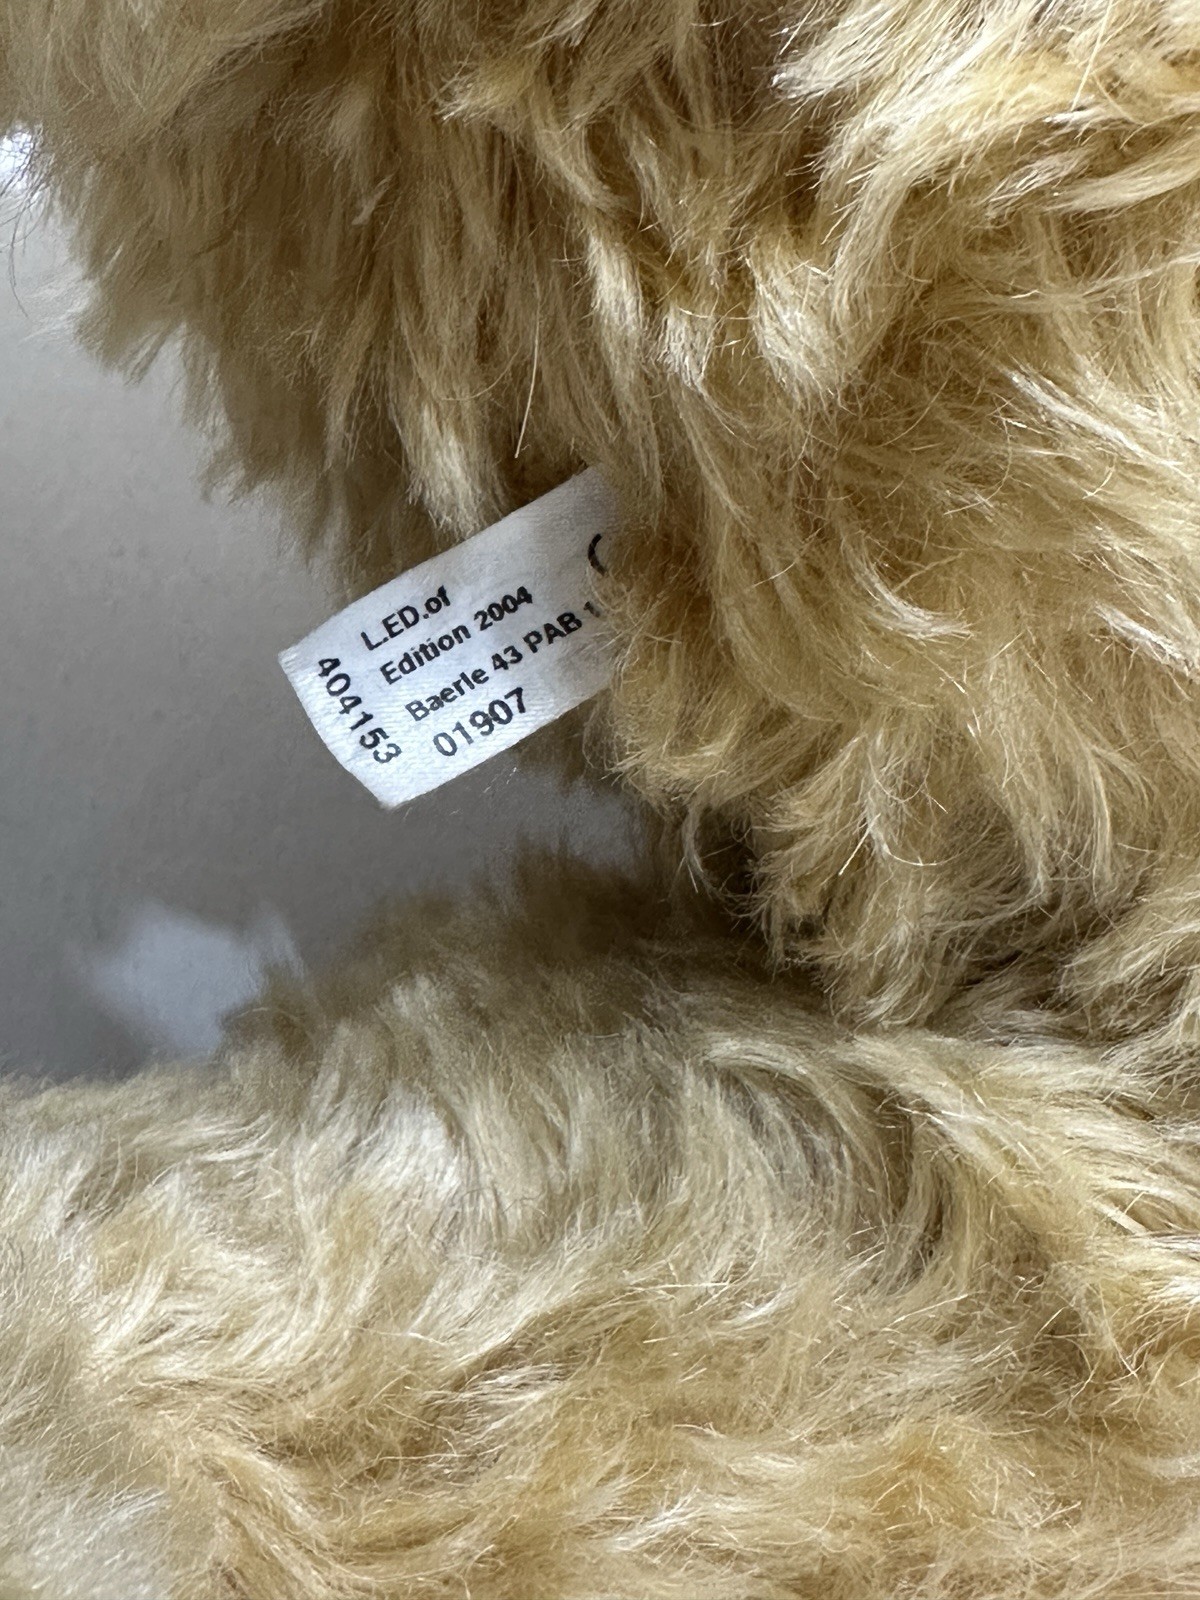 L.ED.of
Edition 2004
Baerle 43 PAB
01907
404153